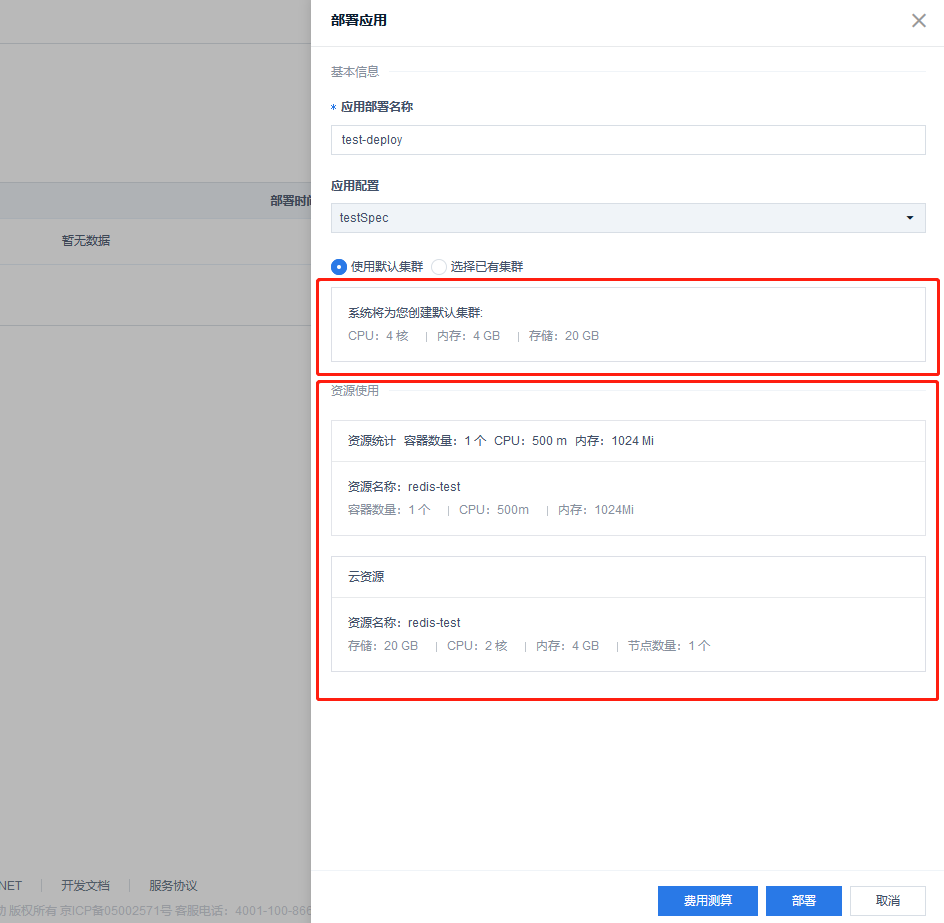 部署应用
基本信息
* 应用部署名称
test-deploy
应用配置
testSpec
部署时间
暂无数据
使用默认集群 选择已有集群
系统将为您创建默认集群:
CPU：4 核 | 内存：4 GB | 存储：20 GB
资源使用
资源统计 容器数量：1 个 CPU：500 m 内存：1024 Mi
资源名称：redis-test
容器数量：1 个 | CPU：500m | 内存：1024Mi
云资源
资源名称：redis-test
存储：20 GB | CPU：2 核 | 内存：4 GB | 节点数量：1 个
NET | 开发文档 | 服务协议
版权所有 京ICP备05002571号 客服电话：4001-100-866
费用测算 部署 取消